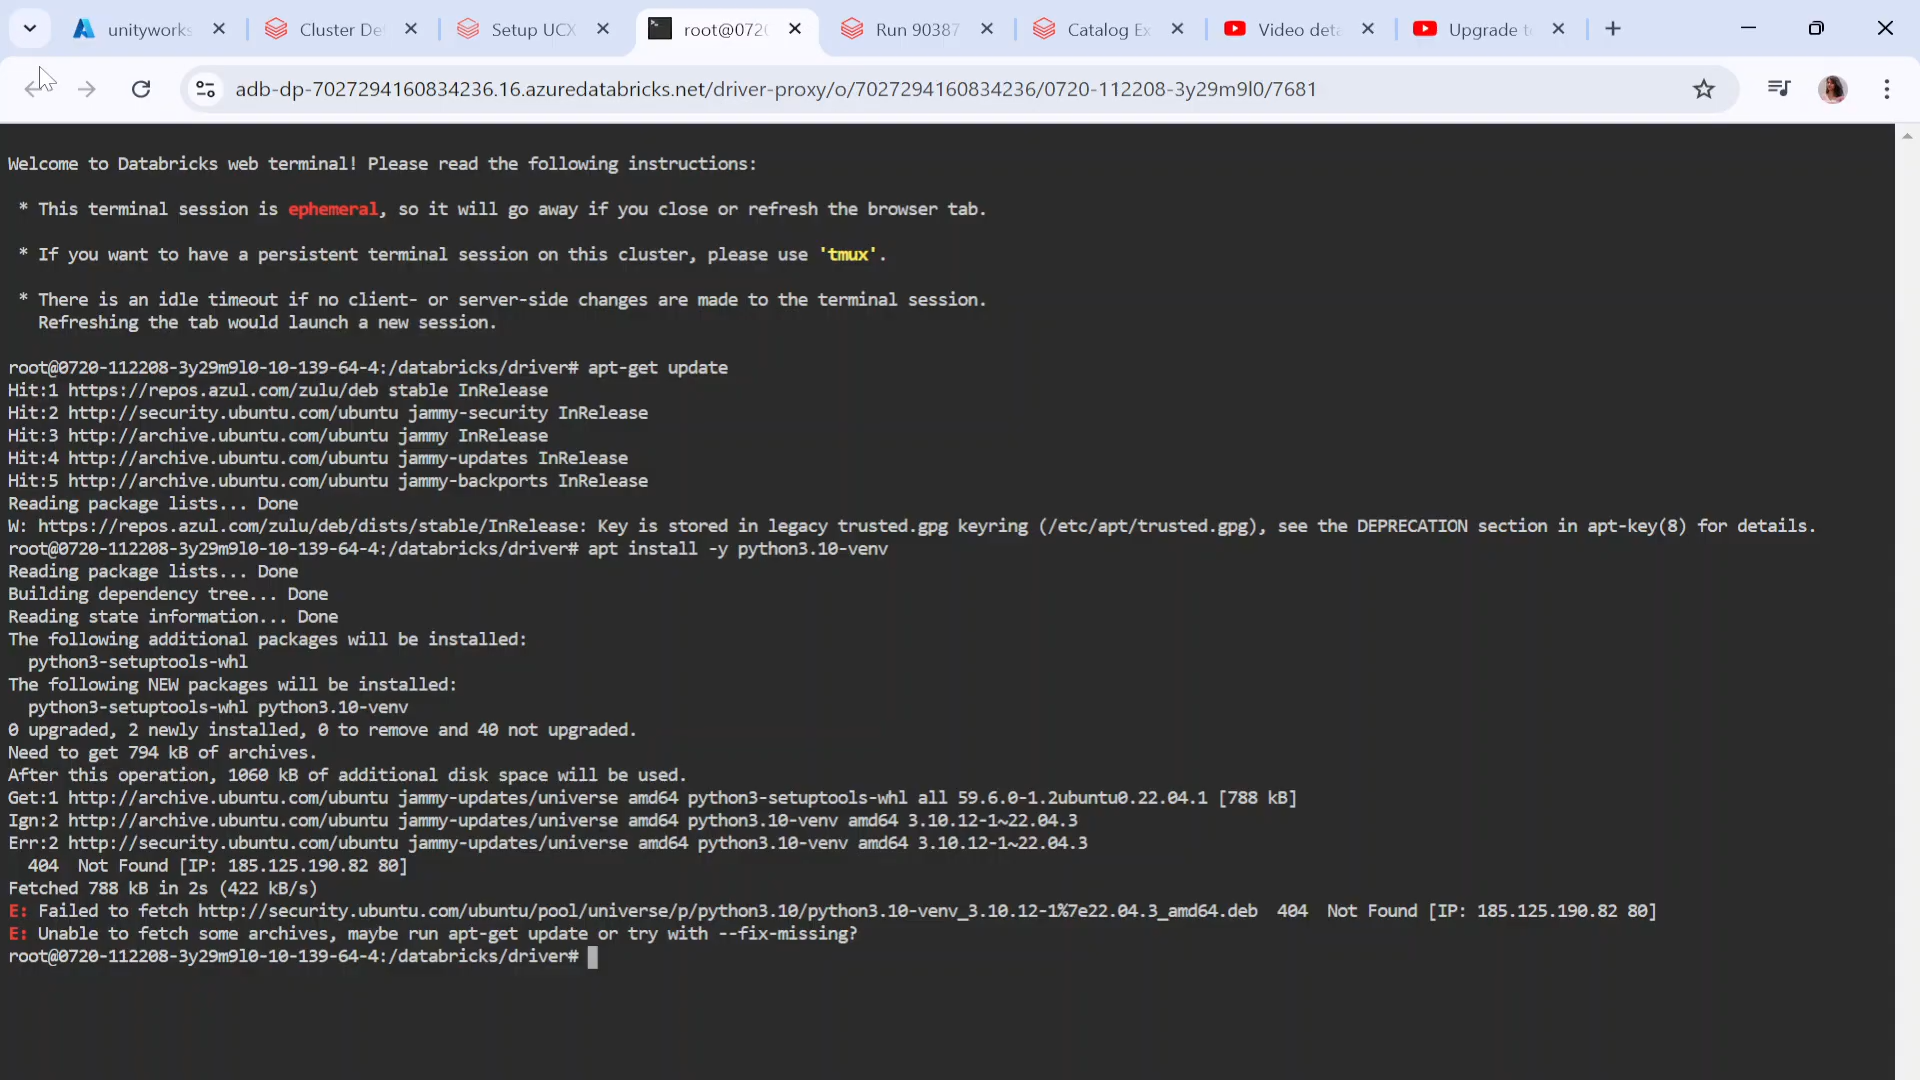 unityworks
Cluster De
Setup UCX
root@072
Run 90387
Catalog Ex
Video deta
Upgrade t
adb-dp-7027294160834236.16.azuredatabricks.net/driver-proxy/o/7027294160834236/0720-112208-3y29m9l0/7681
Welcome to Databricks web terminal! Please read the following instructions:
* This terminal session is ephemeral, so it will go away if you close or refresh the browser tab.
* If you want to have a persistent terminal session on this cluster, please use 'tmux'.
* There is an idle timeout if no client- or server-side changes are made to the terminal session.
Refreshing the tab would launch a new session.
root@0720-112208-3y29m9l0-10-139-64-4:/databricks/driver# apt-get update
Hit:1 https://repos.azul.com/zulu/deb stable InRelease
Hit:2 http://security.ubuntu.com/ubuntu jammy-security InRelease
Hit:3 http://archive.ubuntu.com/ubuntu jammy InRelease
Hit:4 http://archive.ubuntu.com/ubuntu jammy-updates InRelease
Hit:5 http://archive.ubuntu.com/ubuntu jammy-backports InRelease
Reading package lists... Done
W: https://repos.azul.com/zulu/deb/dists/stable/InRelease: Key is stored in legacy trusted.gpg keyring (/etc/apt/trusted.gpg), see the DEPRECATION section in apt-key(8) for details.
root@0720-112208-3y29m9l0-10-139-64-4:/databricks/driver# apt install -y python3.10-venv
Reading package lists... Done
Building dependency tree... Done
Reading state information... Done
The following additional packages will be installed:
python3-setuptools-whl
The following NEW packages will be installed:
python3-setuptools-whl python3.10-venv
0 upgraded, 2 newly installed, 0 to remove and 40 not upgraded.
Need to get 794 kB of archives.
After this operation, 1060 kB of additional disk space will be used.
Get:1 http://archive.ubuntu.com/ubuntu jammy-updates/universe amd64 python3-setuptools-whl all 59.6.0-1.2ubuntu0.22.04.1 [788 kB]
Ign:2 http://archive.ubuntu.com/ubuntu jammy-updates/universe amd64 python3.10-venv amd64 3.10.12-1~22.04.3
Err:2 http://security.ubuntu.com/ubuntu jammy-updates/universe amd64 python3.10-venv amd64 3.10.12-1~22.04.3
404  Not Found [IP: 185.125.190.82 80]
Fetched 788 kB in 2s (422 kB/s)
E: Failed to fetch http://security.ubuntu.com/ubuntu/pool/universe/p/python3.10/python3.10-venv_3.10.12-1%7e22.04.3_amd64.deb  404  Not Found [IP: 185.125.190.82 80]
E: Unable to fetch some archives, maybe run apt-get update or try with --fix-missing?
root@0720-112208-3y29m9l0-10-139-64-4:/databricks/driver#